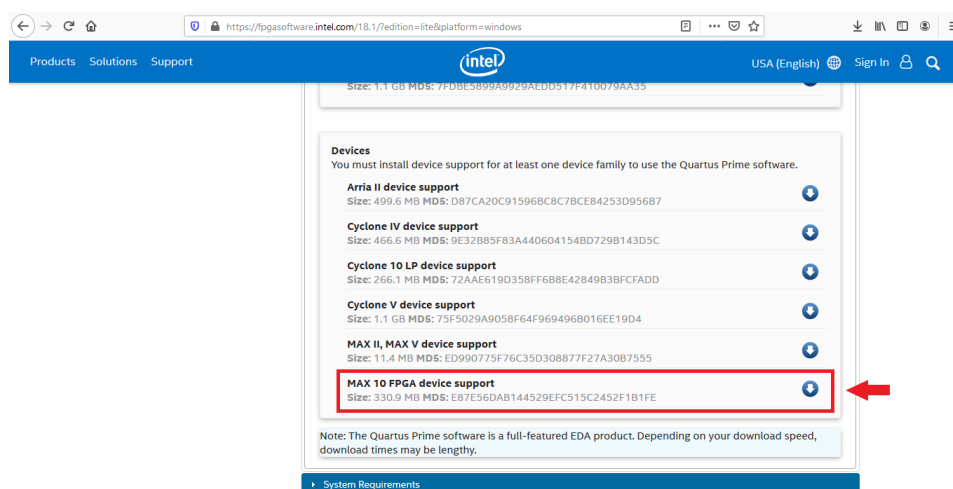 https://fpgasoftware.intel.com/18.1/?edition=lite&platform=windows
Products Solutions Support
intel
USA (English) Sign In
Size: 1.1 GB MD5: 7FDBE5899A9929AEDD517F410079AA35
Devices
You must install device support for at least one device family to use the Quartus Prime software.
Arria II device support
Size: 499.6 MB MD5: D87CA20C91596BC8C7BCE84253D956B7
Cyclone IV device support
Size: 466.6 MB MD5: 9E32B85F83A440604154BD729B143D5C
Cyclone 10 LP device support
Size: 266.1 MB MD5: 72AAE619D358FF6B8E42849B3BFCFADD
Cyclone V device support
Size: 1.1 GB MD5: 75F5029A9058F64F969496B016EE19D4
MAX II, MAX V device support
Size: 11.4 MB MD5: ED990775F76C35D308877F27A30B7555
MAX 10 FPGA device support
Size: 330.9 MB MD5: E87E56DAB144529EFC515C2452F1B1FE
Note: The Quartus Prime software is a full-featured EDA product. Depending on your download speed,
download times may be lengthy.
System Requirements